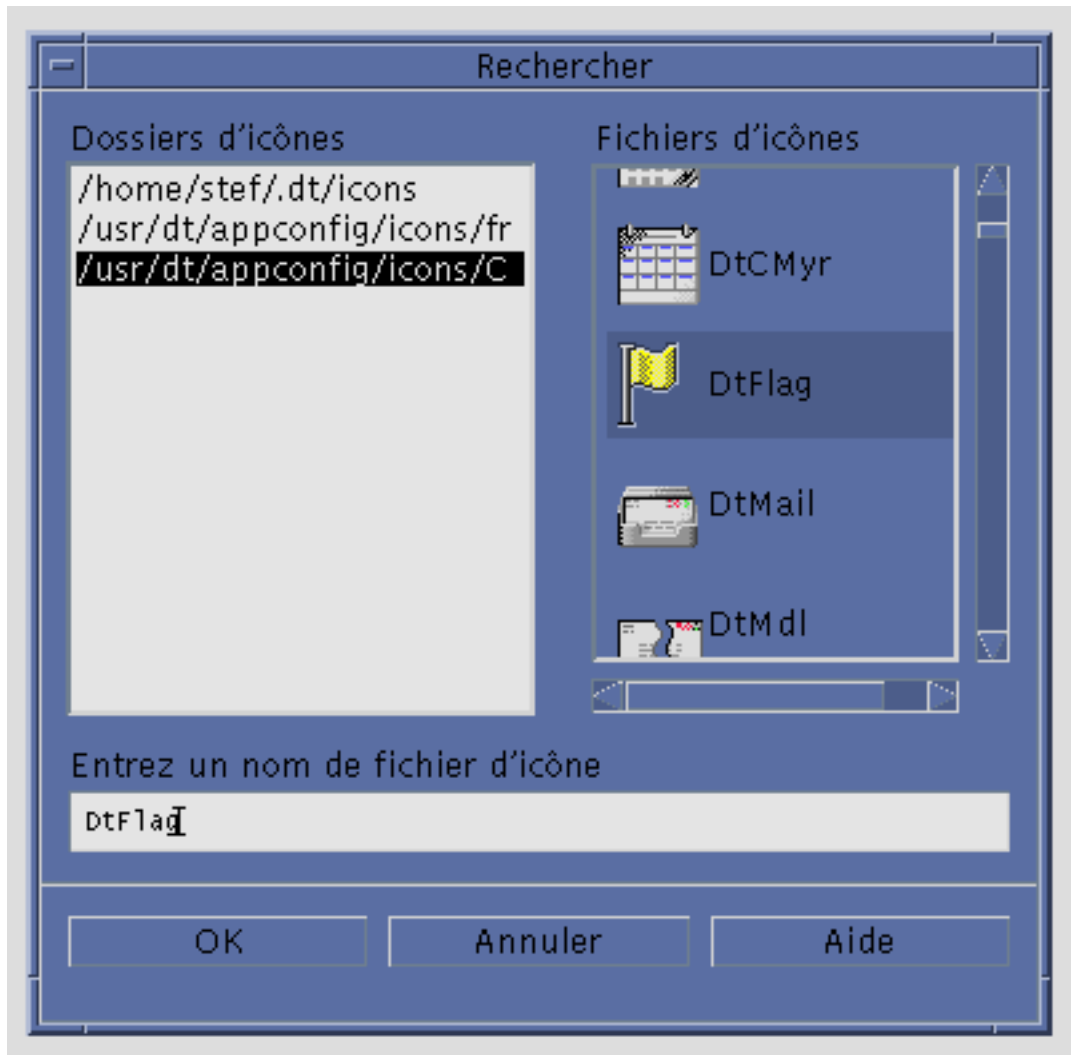 Rechercher
Dossiers d'icônes
/home/stef/.dt/icons
/usr/dt/appconfig/icons/fr
/usr/dt/appconfig/icons/C
Fichiers d'icônes
DtCMyr
DtFlag
DtMail
DtMdl
Entrez un nom de fichier d'icône
DtFlag
OK
Annuler
Aide